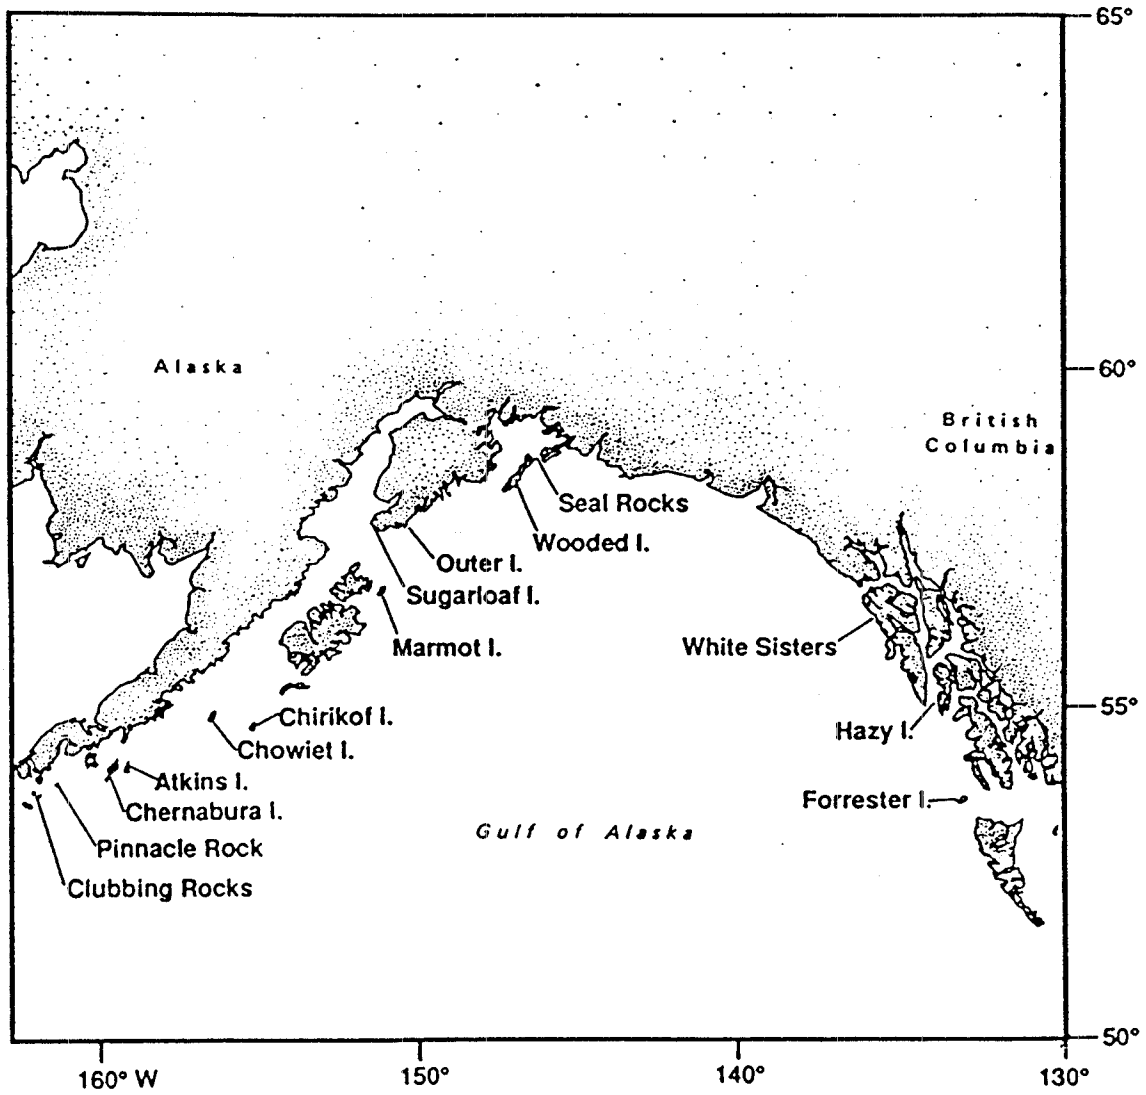 65°
Alaska
60°
British
Columbia
Seal Rocks
Wooded I.
Outer I.
Sugarloaf I.
Marmot I.
White Sisters
55°
Chirikof I.
Hazy I.
Chowiet I.
Atkins I.
Forrester I.
Chernabura I.
Gulf of Alaska
Pinnacle Rock
Clubbing Rocks
50°
160° W
150°
140°
130°